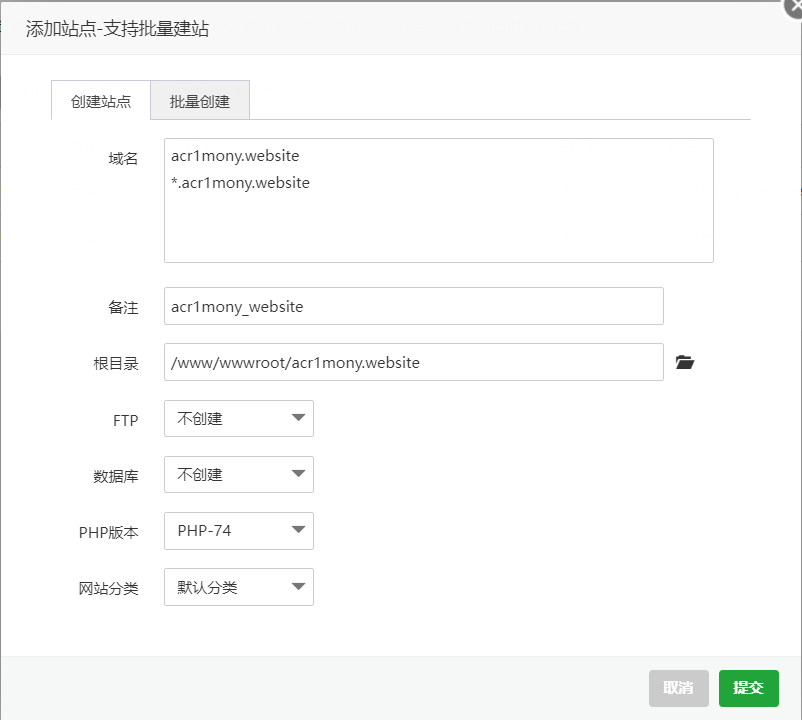 添加站点-支持批量建站
创建站点
批量创建
域名
acr1mony.website
*.acr1mony.website
备注
acr1mony_website
根目录
/www/wwwroot/acr1mony.website
FTP
不创建
数据库
不创建
PHP版本
PHP-74
网站分类
默认分类
取消
提交